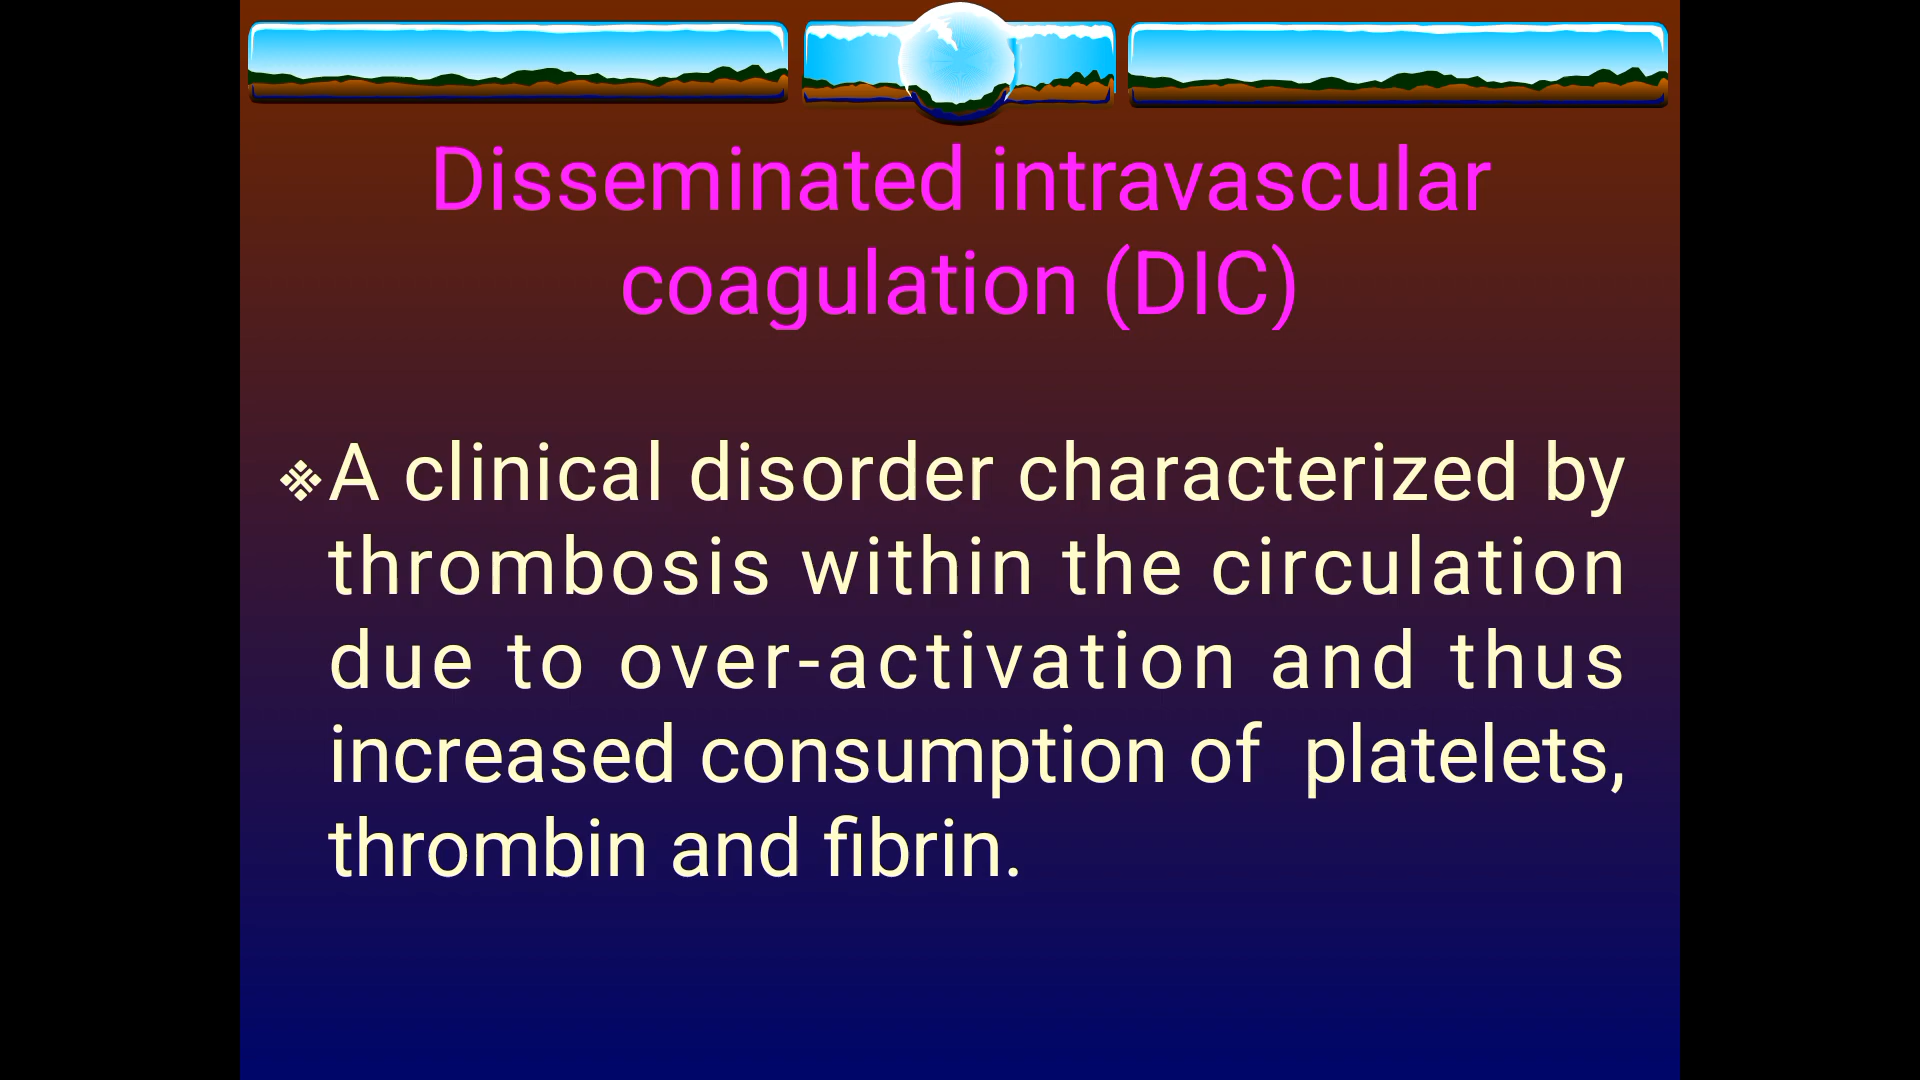 Disseminated intravascular
coagulation (DIC)
❖A clinical disorder characterized by
thrombosis within the circulation
due to over-activation and thus
increased consumption of  platelets,
thrombin and fibrin.